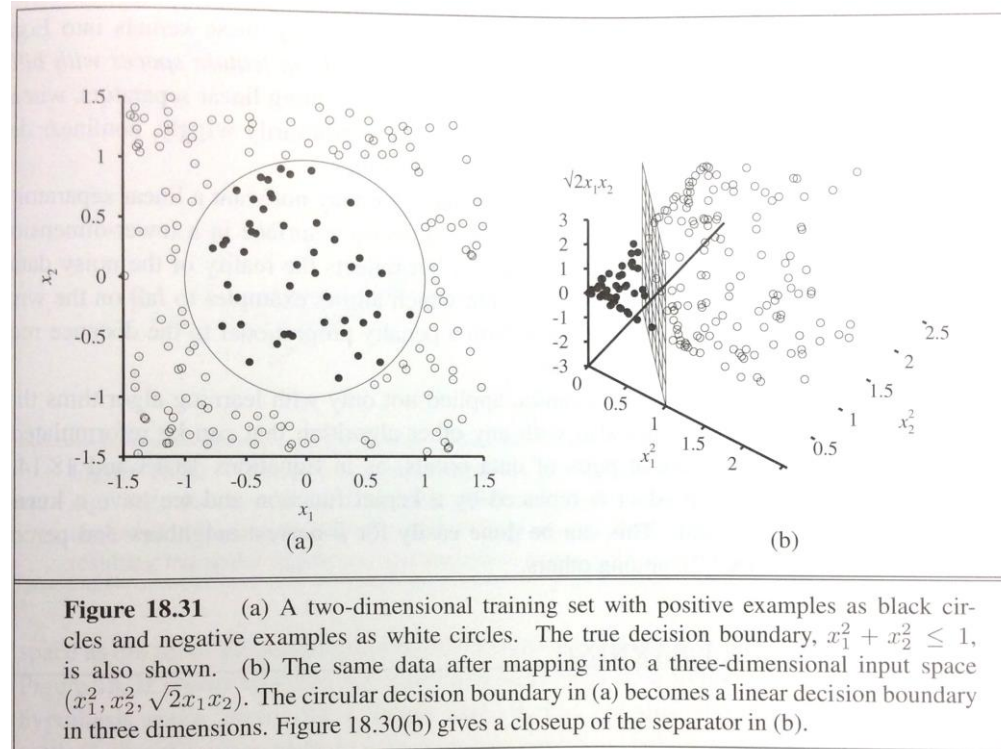 1.5
1
0.5
0
-0.5
-1
-1.5
x₂
-1.5 -1 -0.5 0 0.5 1 1.5
x₁
(a)
√2x₁x₂
3
2
1
0
-1
-2
-3
0
0.5
1
1.5
2
x₁²
0.5
1
1.5
2
2.5
x₂²
(b)
Figure 18.31 (a) A two-dimensional training set with positive examples as black cir-
cles and negative examples as white circles. The true decision boundary, x₁² + x₂² ≤ 1,
is also shown. (b) The same data after mapping into a three-dimensional input space
(x₁², x₂², √2x₁x₂). The circular decision boundary in (a) becomes a linear decision boundary
in three dimensions. Figure 18.30(b) gives a closeup of the separator in (b).